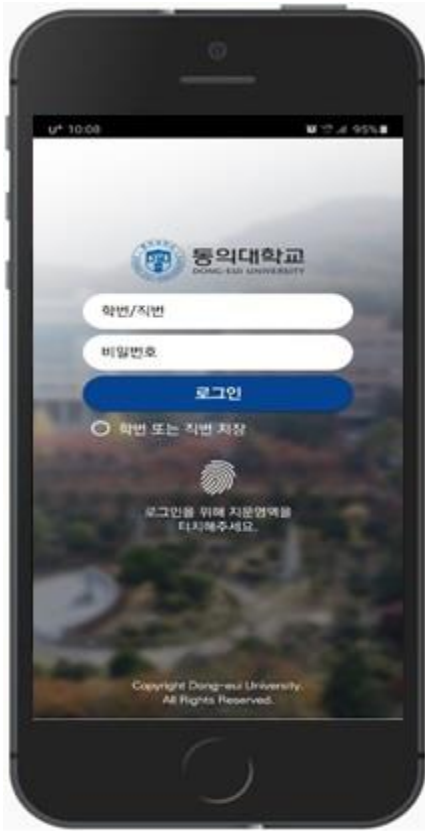 U⁺ 10:08 95%
동의대학교
DONG-EUI UNIVERSITY
학번/직번
비밀번호
로그인
학번 또는 직번 저장
로그인을 위해 지문영역을
터치해주세요.
Copyright Dong-eui University.
All Rights Reserved.